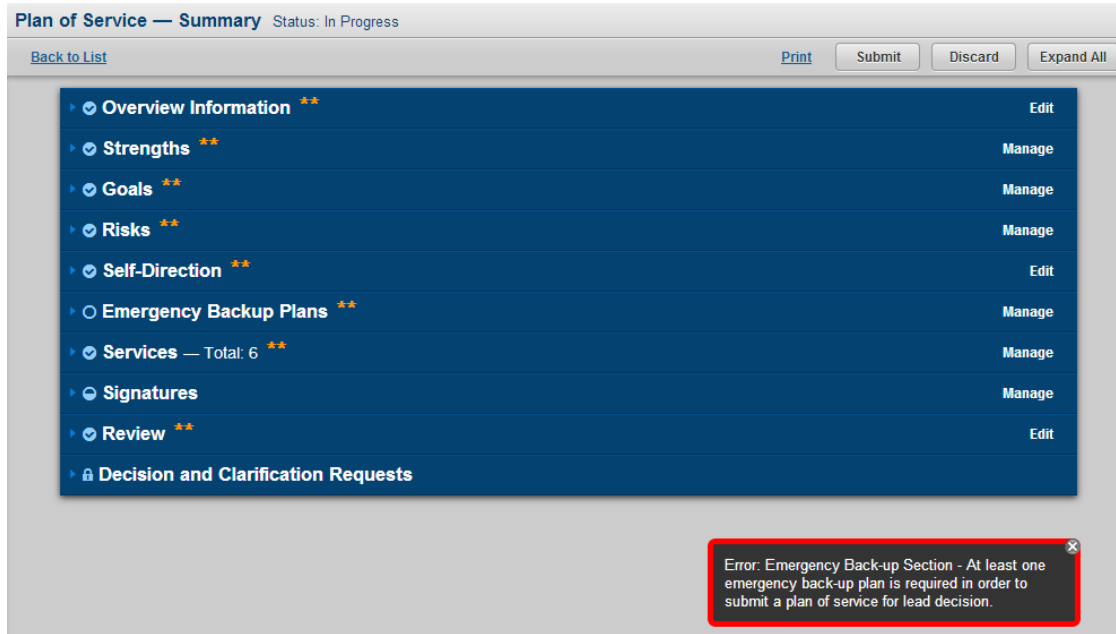 Plan of Service — Summary Status: In Progress
Back to List Print Submit Discard Expand All
Overview Information ** Edit
Strengths ** Manage
Goals ** Manage
Risks ** Manage
Self-Direction ** Edit
Emergency Backup Plans ** Manage
Services — Total: 6 ** Manage
Signatures Manage
Review ** Edit
Decision and Clarification Requests
Error: Emergency Back-up Section - At least one
emergency back-up plan is required in order to
submit a plan of service for lead decision.